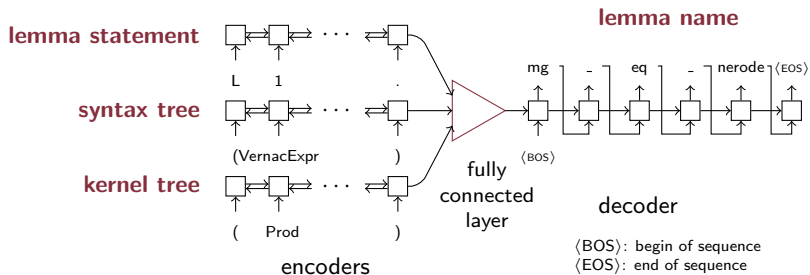 lemma name
lemma statement
L 1 .
mg _ eq _ nerode ⟨EOS⟩
syntax tree
(VernacExpr )
⟨BOS⟩
kernel tree
( Prod )
fully
connected
layer
encoders
decoder
⟨BOS⟩: begin of sequence
⟨EOS⟩: end of sequence